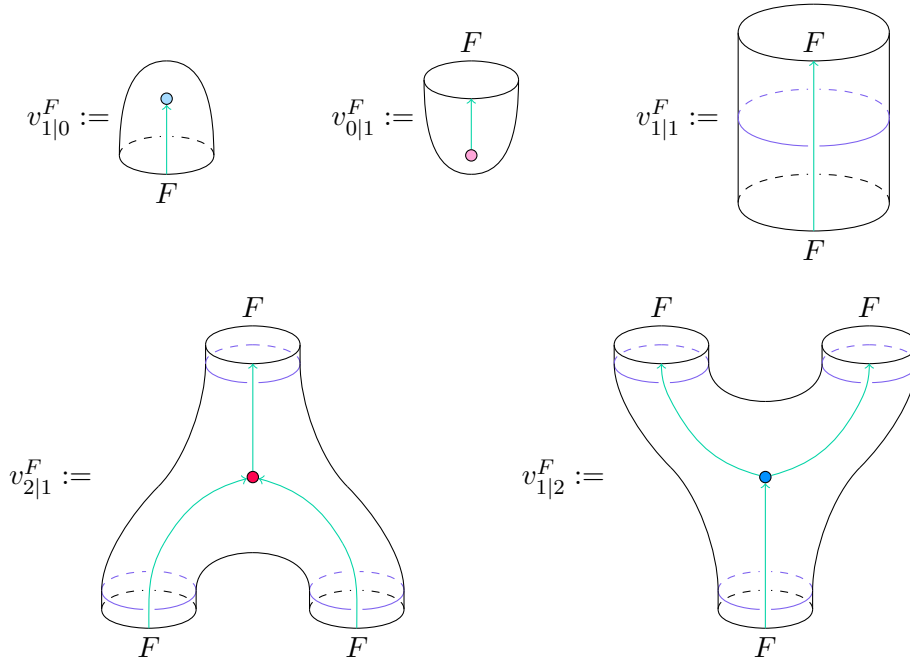 v^F_{1|0} :=
F
v^F_{0|1} :=
F
v^F_{1|1} :=
F
F
v^F_{2|1} :=
F
F
F
v^F_{1|2} :=
F
F
F